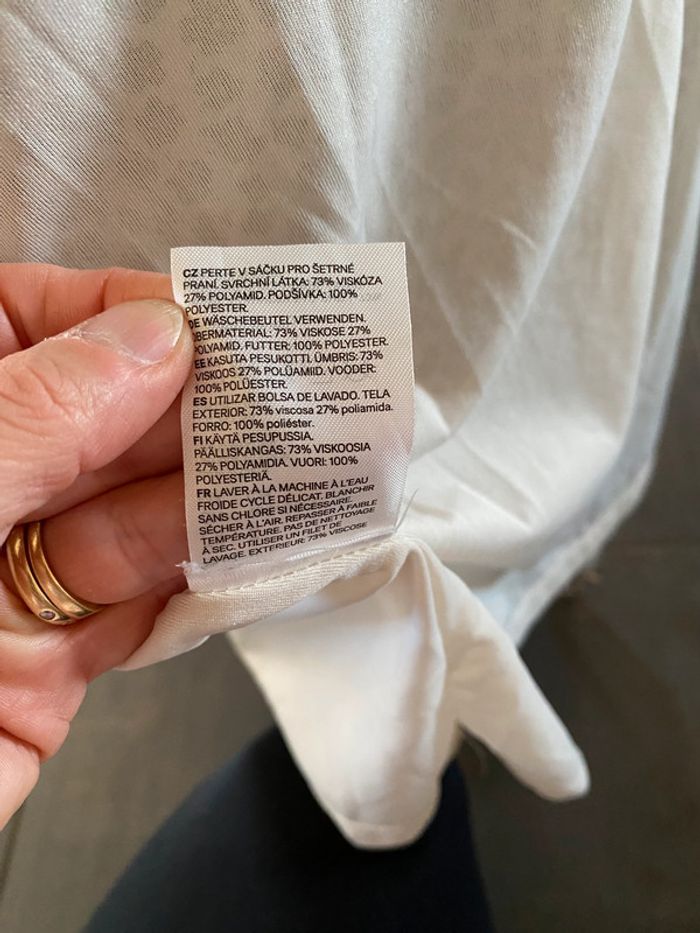 CZ PERTE V SÁČKU PRO ŠETRNÉ
PRANÍ. SVRCHNÍ LÁTKA: 73% VISKÓZA
27% POLYAMID. PODŠÍVKA: 100%
POLYESTER.
DE WÄSCHEBEUTEL VERWENDEN.
OBERMATERIAL: 73% VISKOSE 27%
POLYAMID. FUTTER: 100% POLYESTER.
EE KASUTA PESUKOTTI. ÜMBRIS: 73%
VISKOOS 27% POLÜAMIID. VOODER:
100% POLÜESTER.
ES UTILIZAR BOLSA DE LAVADO. TELA
EXTERIOR: 73% viscosa 27% poliamida.
FORRO: 100% poliéster.
FI KÄYTÄ PESUPUSSIA.
PÄÄLLISKANGAS: 73% VISKOOSIA
27% POLYAMIDIA. VUORI: 100%
POLYESTERIÄ.
FR LAVER À LA MACHINE À L'EAU
FROIDE CYCLE DÉLICAT. BLANCHIR
SANS CHLORE SI NÉCESSAIRE.
SÉCHER À L'AIR. REPASSER À FAIBLE
TEMPÉRATURE. PAS DE NETTOYAGE
À SEC. UTILISER UN FILET DE
LAVAGE. EXTERIEUR: 73% VISCOSE